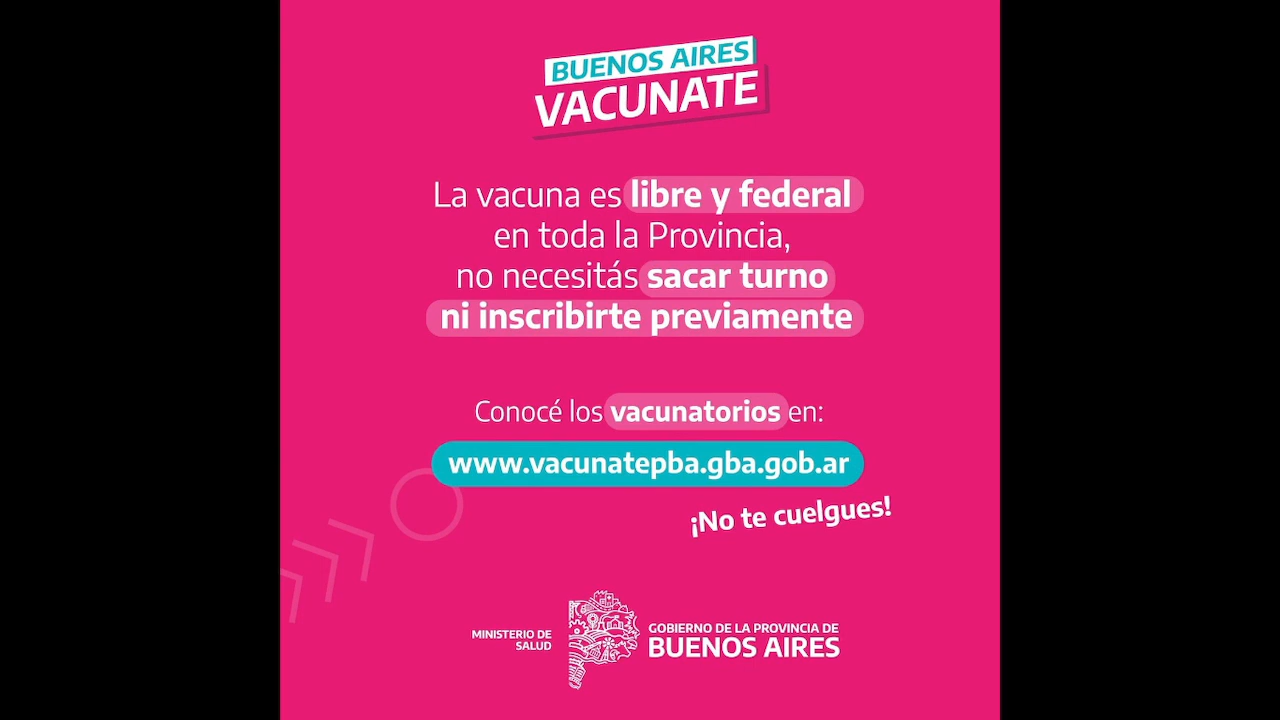 BUENOS AIRES
VACUNATE
La vacuna es libre y federal
en toda la Provincia,
no necesitás sacar turno
ni inscribirte previamente
Conocé los vacunatorios en:
www.vacunatepba.gba.gob.ar
¡No te cuelgues!
MINISTERIO DE
SALUD
GOBIERNO DE LA PROVINCIA DE
BUENOS AIRES